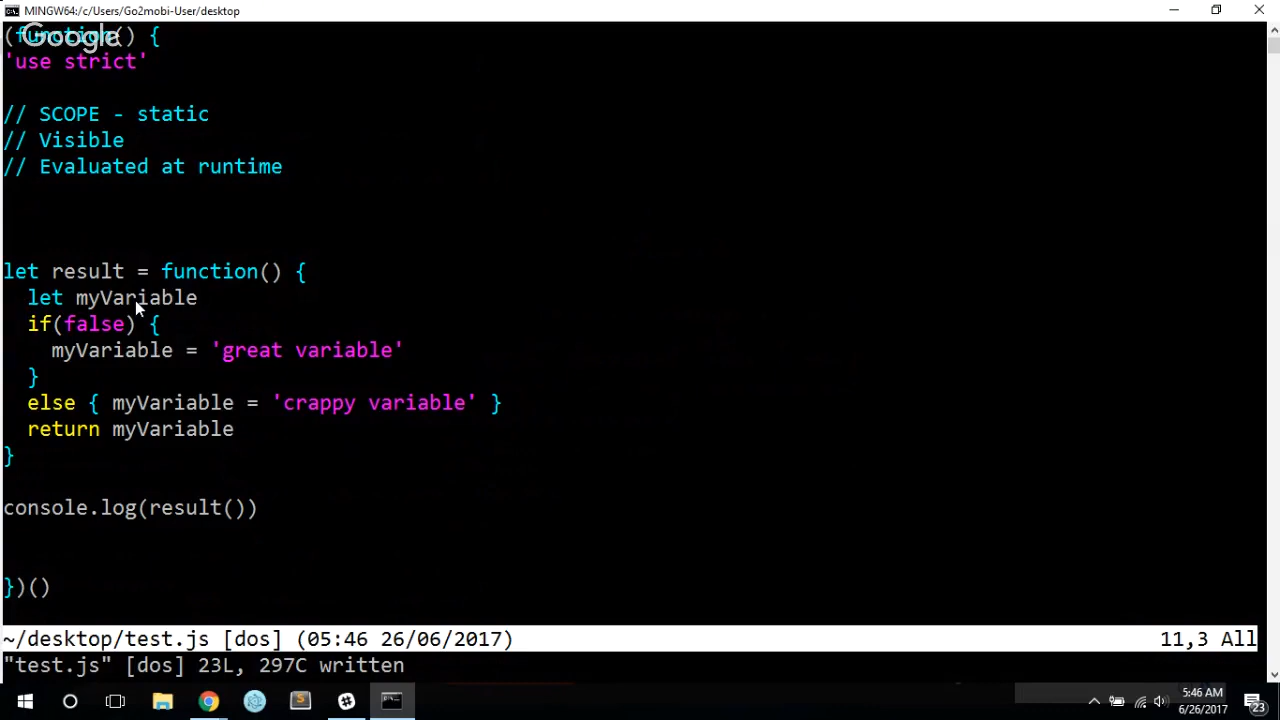 MINGW64:/c/Users/Go2mobi-User/desktop
(function() {
Google
'use strict'
// SCOPE - static
// Visible
// Evaluated at runtime
let result = function() {
let myVariable
if(false) {
myVariable = 'great variable'
}
else { myVariable = 'crappy variable' }
return myVariable
}
console.log(result())
})()
~/desktop/test.js [dos] (05:46 26/06/2017) 11,3 All
"test.js" [dos] 23L, 297C written
5:46 AM
6/26/2017
23